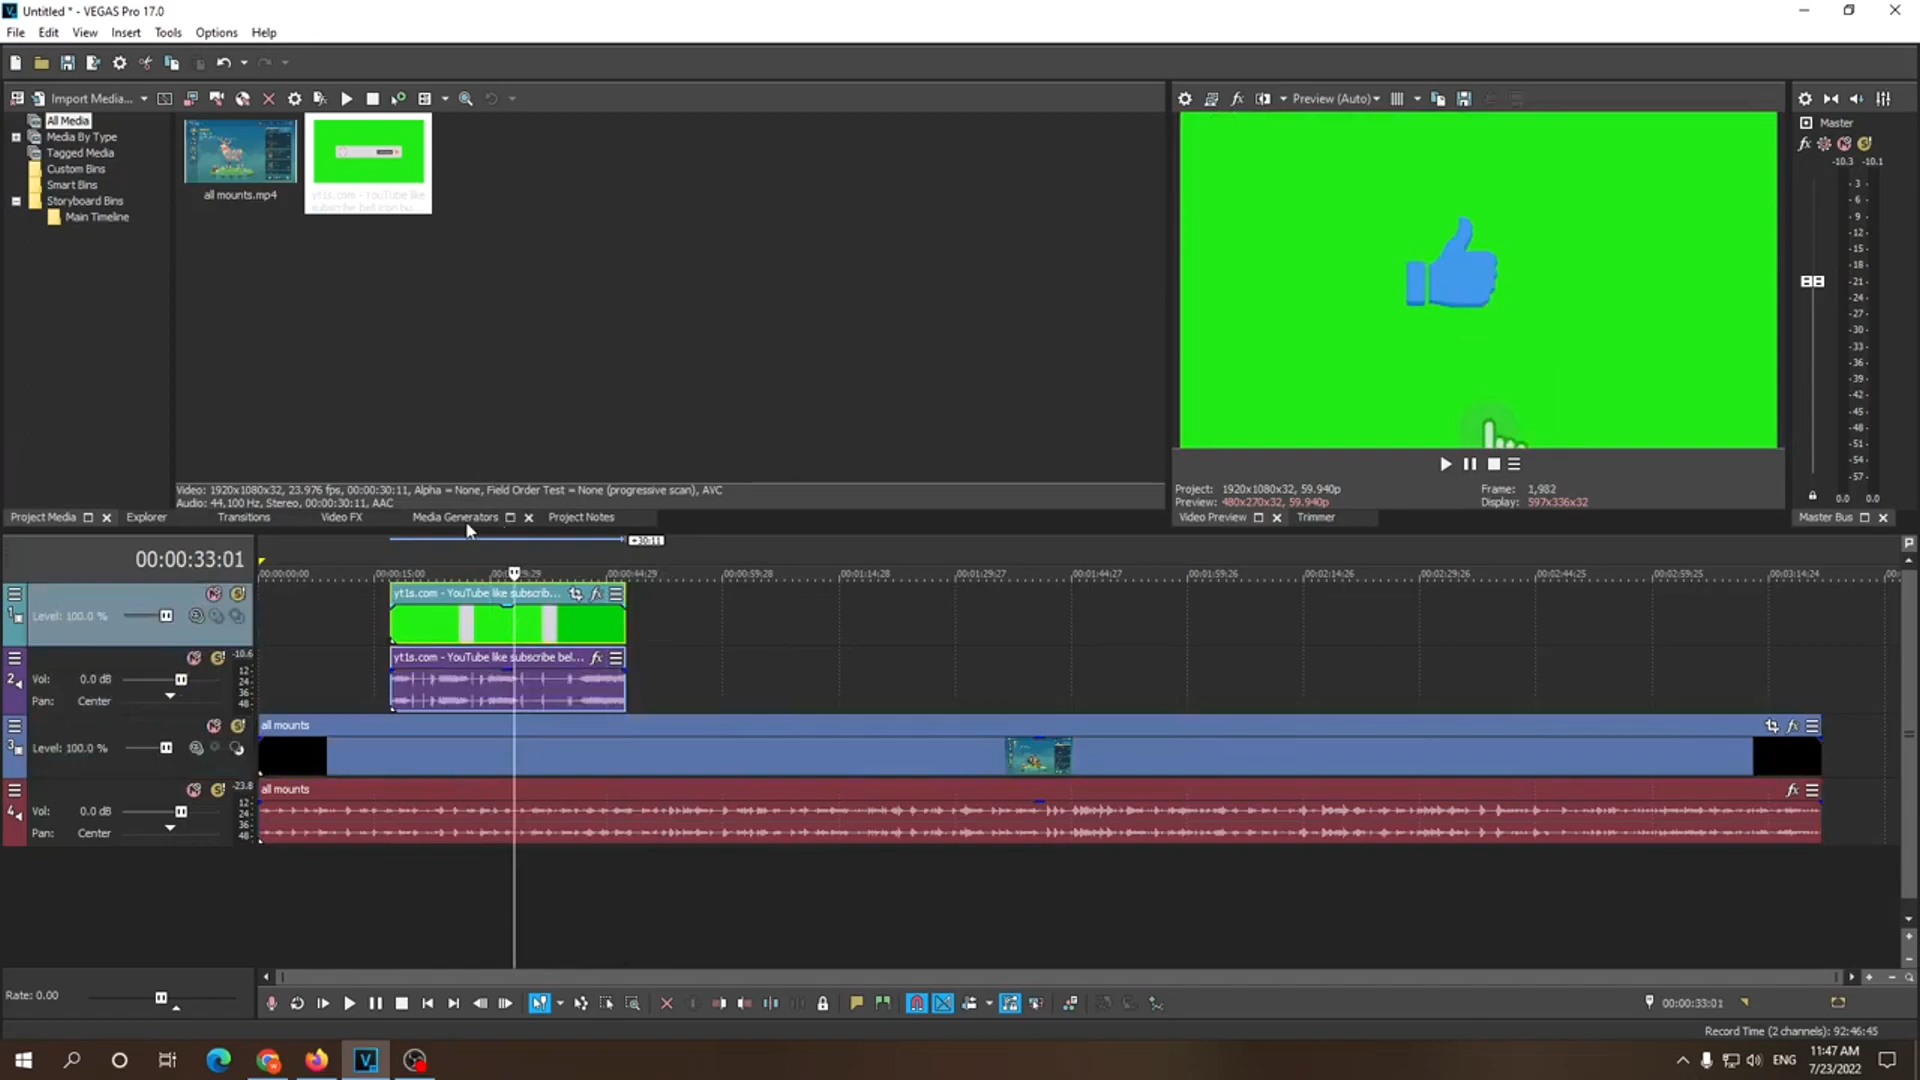 Untitled * - VEGAS Pro 17.0
File Edit View Insert Tools Options Help
Import Media...
Preview (Auto)
All Media
Media By Type
Tagged Media
Custom Bins
Smart Bins
Storyboard Bins
Main Timeline
all mounts.mp4
yt1s.com - YouTube like
subscribe bell icon bu...
Master
-10.3 -10.1
- 3 -
- 6 -
- 9 -
-12-
-15-
-18-
-21-
-24-
-27-
-30-
-33-
-36-
-39-
-42-
-45-
-48-
-51-
-54-
-57-
0.0 0.0
Video: 1920x1080x32, 23.976 fps, 00:00:30:11, Alpha = None, Field Order Test = None (progressive scan), AVC
Audio: 44,100 Hz, Stereo, 00:00:30:11, AAC
Project: 1920x1080x32, 59.940p
Preview: 480x270x32, 59.940p
Frame: 1,982
Display: 597x336x32
Project Media Explorer Transitions Video FX Media Generators Project Notes
Video Preview Trimmer
Master Bus
00:00:33:01
+30:11
00:00:00:00 00:00:15:00 00:00:44:29 00:00:59:28 00:01:14:28 00:01:29:27 00:01:44:27 00:01:59:26 00:02:14:26 00:02:29:26 00:02:44:25 00:02:59:25 00:03:14:24
1
Level: 100.0 %
yt1s.com - YouTube like subscrib...
2
Vol: 0.0 dB
Pan: Center
-10.6
12
24
36
48
yt1s.com - YouTube like subscribe bel...
3
Level: 100.0 %
all mounts
4
Vol: 0.0 dB
Pan: Center
-23.8
12
24
36
48
all mounts
Rate: 0.00
00:00:33:01
Record Time (2 channels): 92:46:45
ENG
11:47 AM
7/23/2022